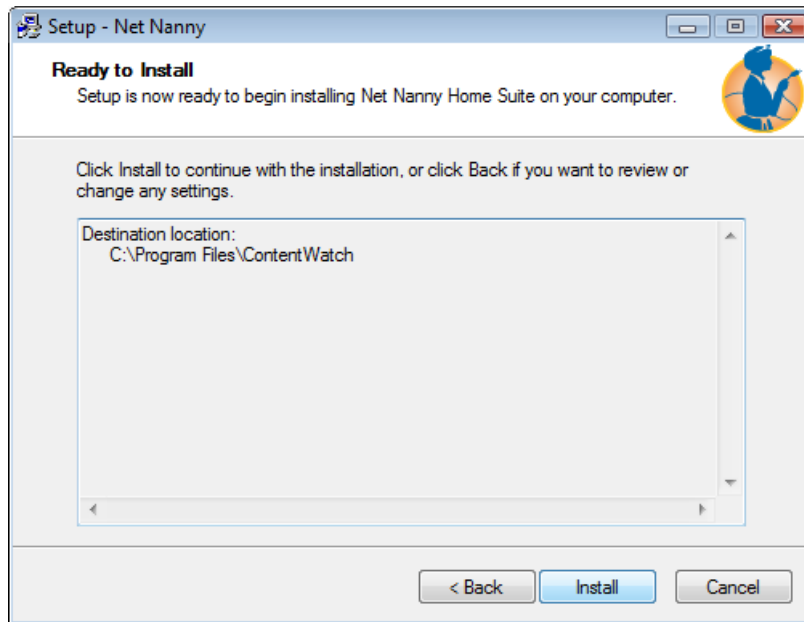 Setup - Net Nanny
Ready to Install
Setup is now ready to begin installing Net Nanny Home Suite on your computer.
Click Install to continue with the installation, or click Back if you want to review or
change any settings.
Destination location:
C:\Program Files\ContentWatch
< Back
Install
Cancel